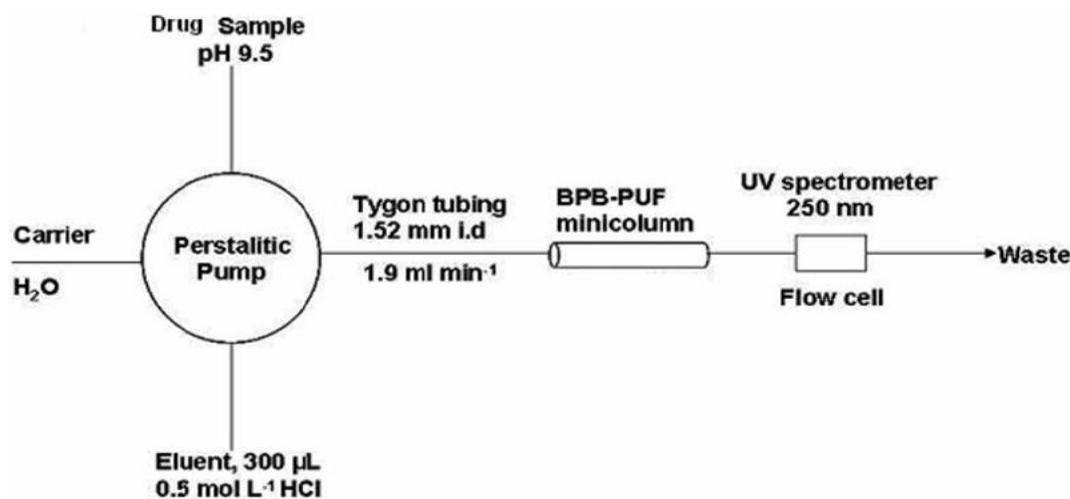 Drug Sample
pH 9.5
Carrier
H₂O
Perstalitic
Pump
Tygon tubing
1.52 mm i.d
1.9 ml min⁻¹
BPB-PUF
minicolumn
UV spectrometer
250 nm
Flow cell
Waste
Eluent, 300 µL
0.5 mol L⁻¹ HCl